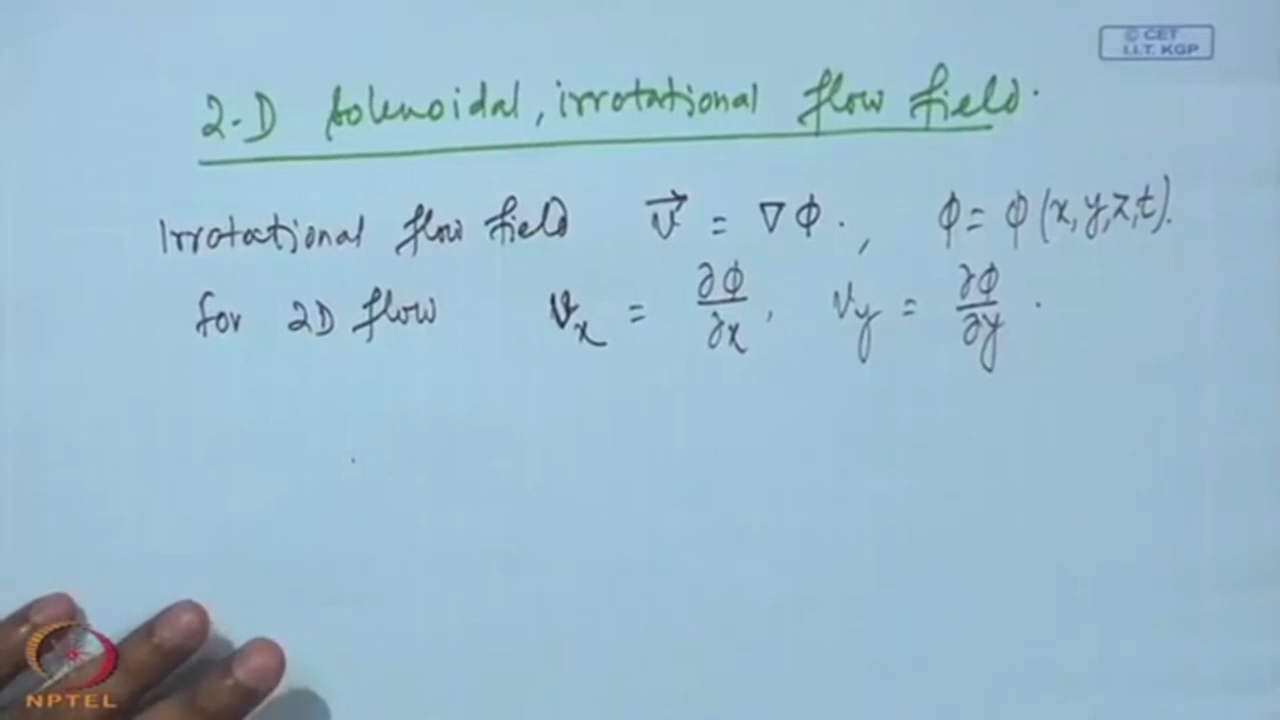 © CET
I.I.T. KGP
2-D solenoidal, irrotational flow field.
Irrotational flow field v⃗ = ∇ϕ. , ϕ = ϕ(x,y,z,t).
for 2D flow v_x = ∂ϕ/∂x, v_y = ∂ϕ/∂y .
NPTEL